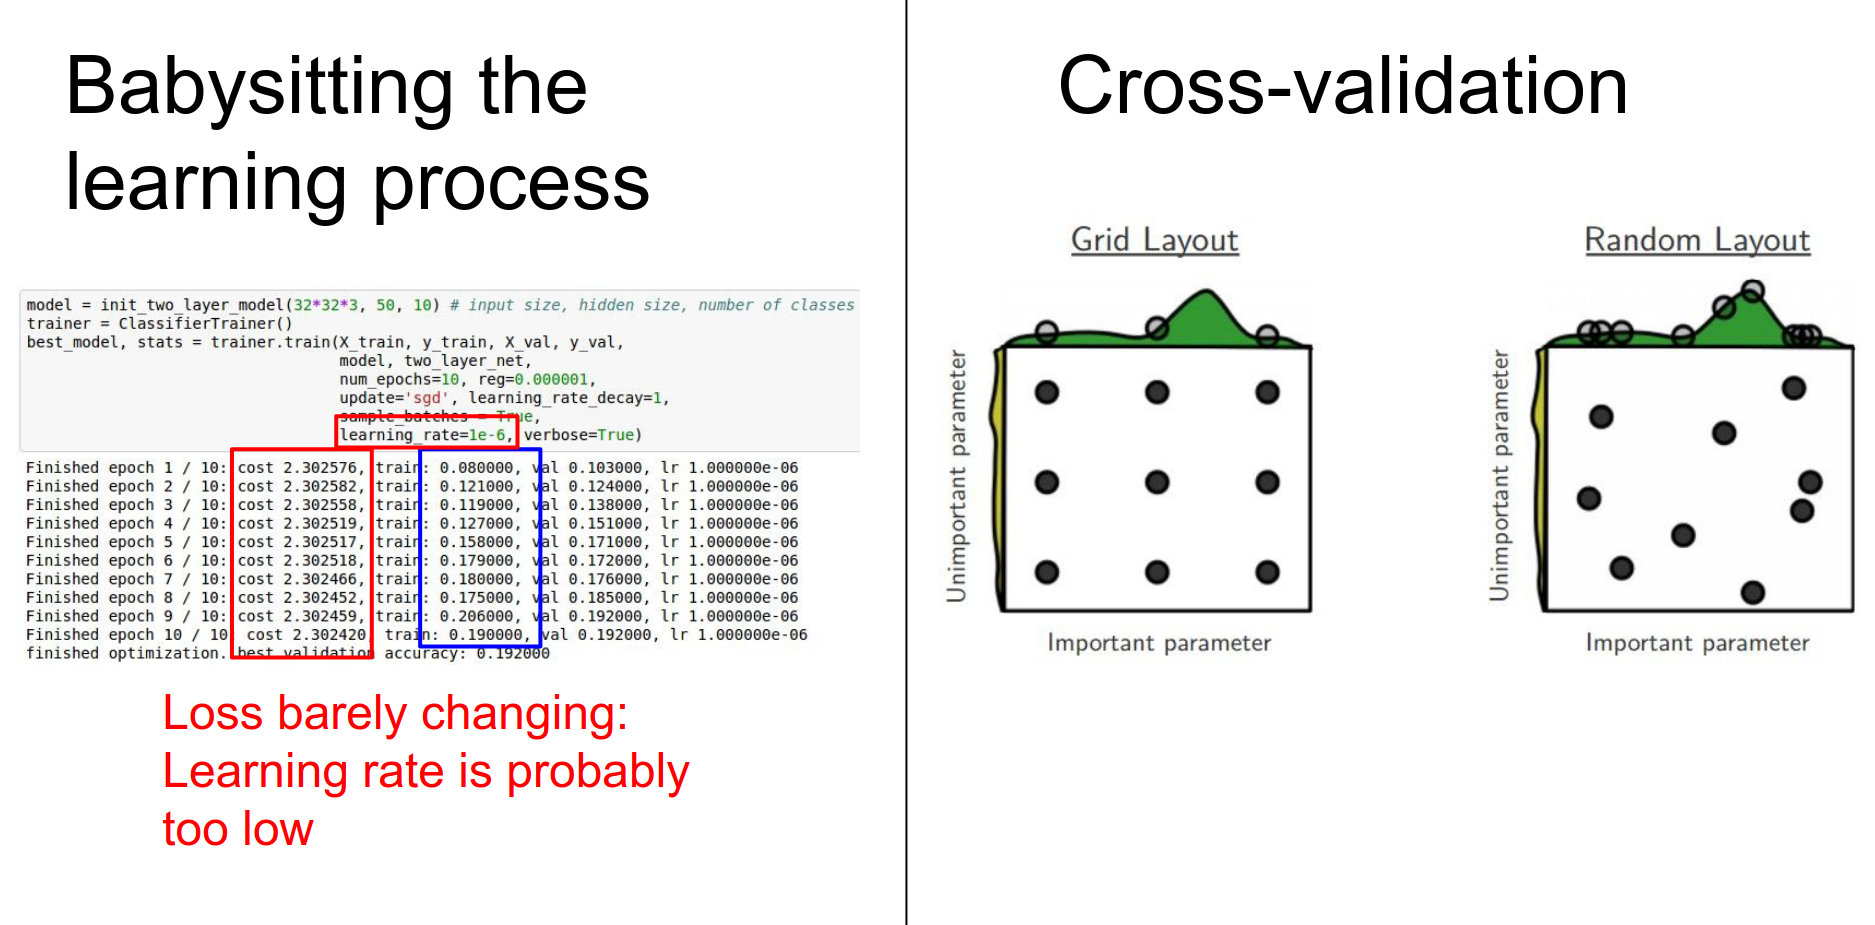 Babysitting the
learning process
model = init_two_layer_model(32*32*3, 50, 10) # input size, hidden size, number of classes
trainer = ClassifierTrainer()
best_model, stats = trainer.train(X_train, y_train, X_val, y_val,
model, two_layer_net,
num_epochs=10, reg=0.000001,
update='sgd', learning_rate_decay=1,
sample_batches = True,
learning_rate=1e-6, verbose=True)
Finished epoch 1 / 10: cost 2.302576, train: 0.080000, val 0.103000, lr 1.000000e-06
Finished epoch 2 / 10: cost 2.302582, train: 0.121000, val 0.124000, lr 1.000000e-06
Finished epoch 3 / 10: cost 2.302558, train: 0.119000, val 0.138000, lr 1.000000e-06
Finished epoch 4 / 10: cost 2.302519, train: 0.127000, val 0.151000, lr 1.000000e-06
Finished epoch 5 / 10: cost 2.302517, train: 0.158000, val 0.171000, lr 1.000000e-06
Finished epoch 6 / 10: cost 2.302518, train: 0.179000, val 0.172000, lr 1.000000e-06
Finished epoch 7 / 10: cost 2.302466, train: 0.180000, val 0.176000, lr 1.000000e-06
Finished epoch 8 / 10: cost 2.302452, train: 0.175000, val 0.185000, lr 1.000000e-06
Finished epoch 9 / 10: cost 2.302459, train: 0.206000, val 0.192000, lr 1.000000e-06
Finished epoch 10 / 10: cost 2.302420, train: 0.190000, val 0.192000, lr 1.000000e-06
finished optimization. best validation accuracy: 0.192000
Loss barely changing:
Learning rate is probably
too low
Cross-validation
Grid Layout
Unimportant parameter
Important parameter
Random Layout
Unimportant parameter
Important parameter